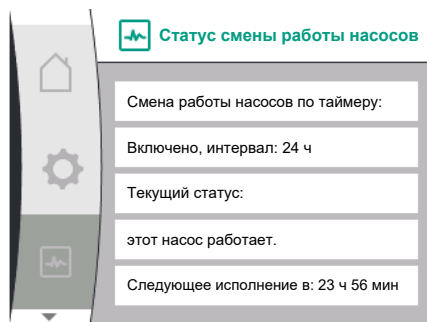 Статус смены работы насосов
Смена работы насосов по таймеру:
Включено, интервал: 24 ч
Текущий статус:
этот насос работает.
Следующее исполнение в: 23 ч 56 мин